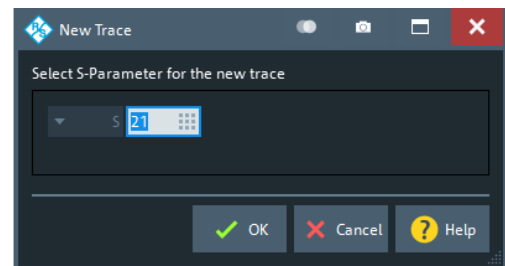 New Trace
Select S-Parameter for the new trace
S 21
OK Cancel ? Help